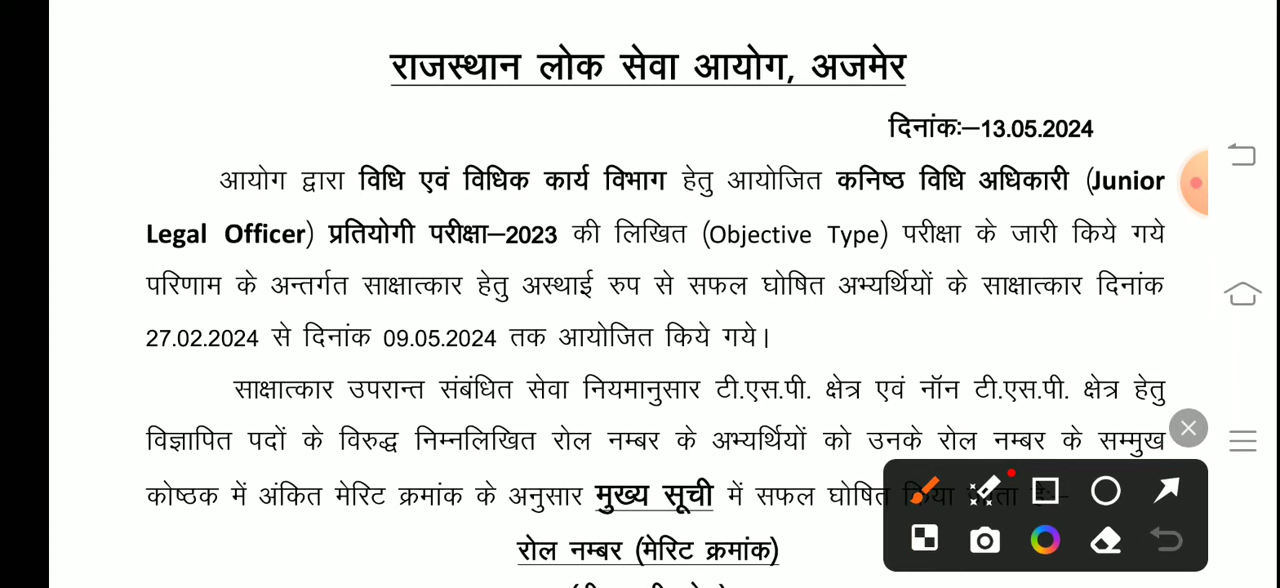 राजस्थान लोक सेवा आयोग, अजमेर
दिनांकः–13.05.2024
आयोग द्वारा विधि एवं विधिक कार्य विभाग हेतु आयोजित कनिष्ठ विधि अधिकारी (Junior
Legal Officer) प्रतियोगी परीक्षा–2023 की लिखित (Objective Type) परीक्षा के जारी किये गये
परिणाम के अन्तर्गत साक्षात्कार हेतु अस्थाई रुप से सफल घोषित अभ्यर्थियों के साक्षात्कार दिनांक
27.02.2024 से दिनांक 09.05.2024 तक आयोजित किये गये।
साक्षात्कार उपरान्त संबंधित सेवा नियमानुसार टी.एस.पी. क्षेत्र एवं नॉन टी.एस.पी. क्षेत्र हेतु
विज्ञापित पदों के विरुद्ध निम्नलिखित रोल नम्बर के अभ्यर्थियों को उनके रोल नम्बर के सम्मुख
कोष्ठक में अंकित मेरिट क्रमांक के अनुसार मुख्य सूची में सफल घोषित
रोल नम्बर (मेरिट क्रमांक)